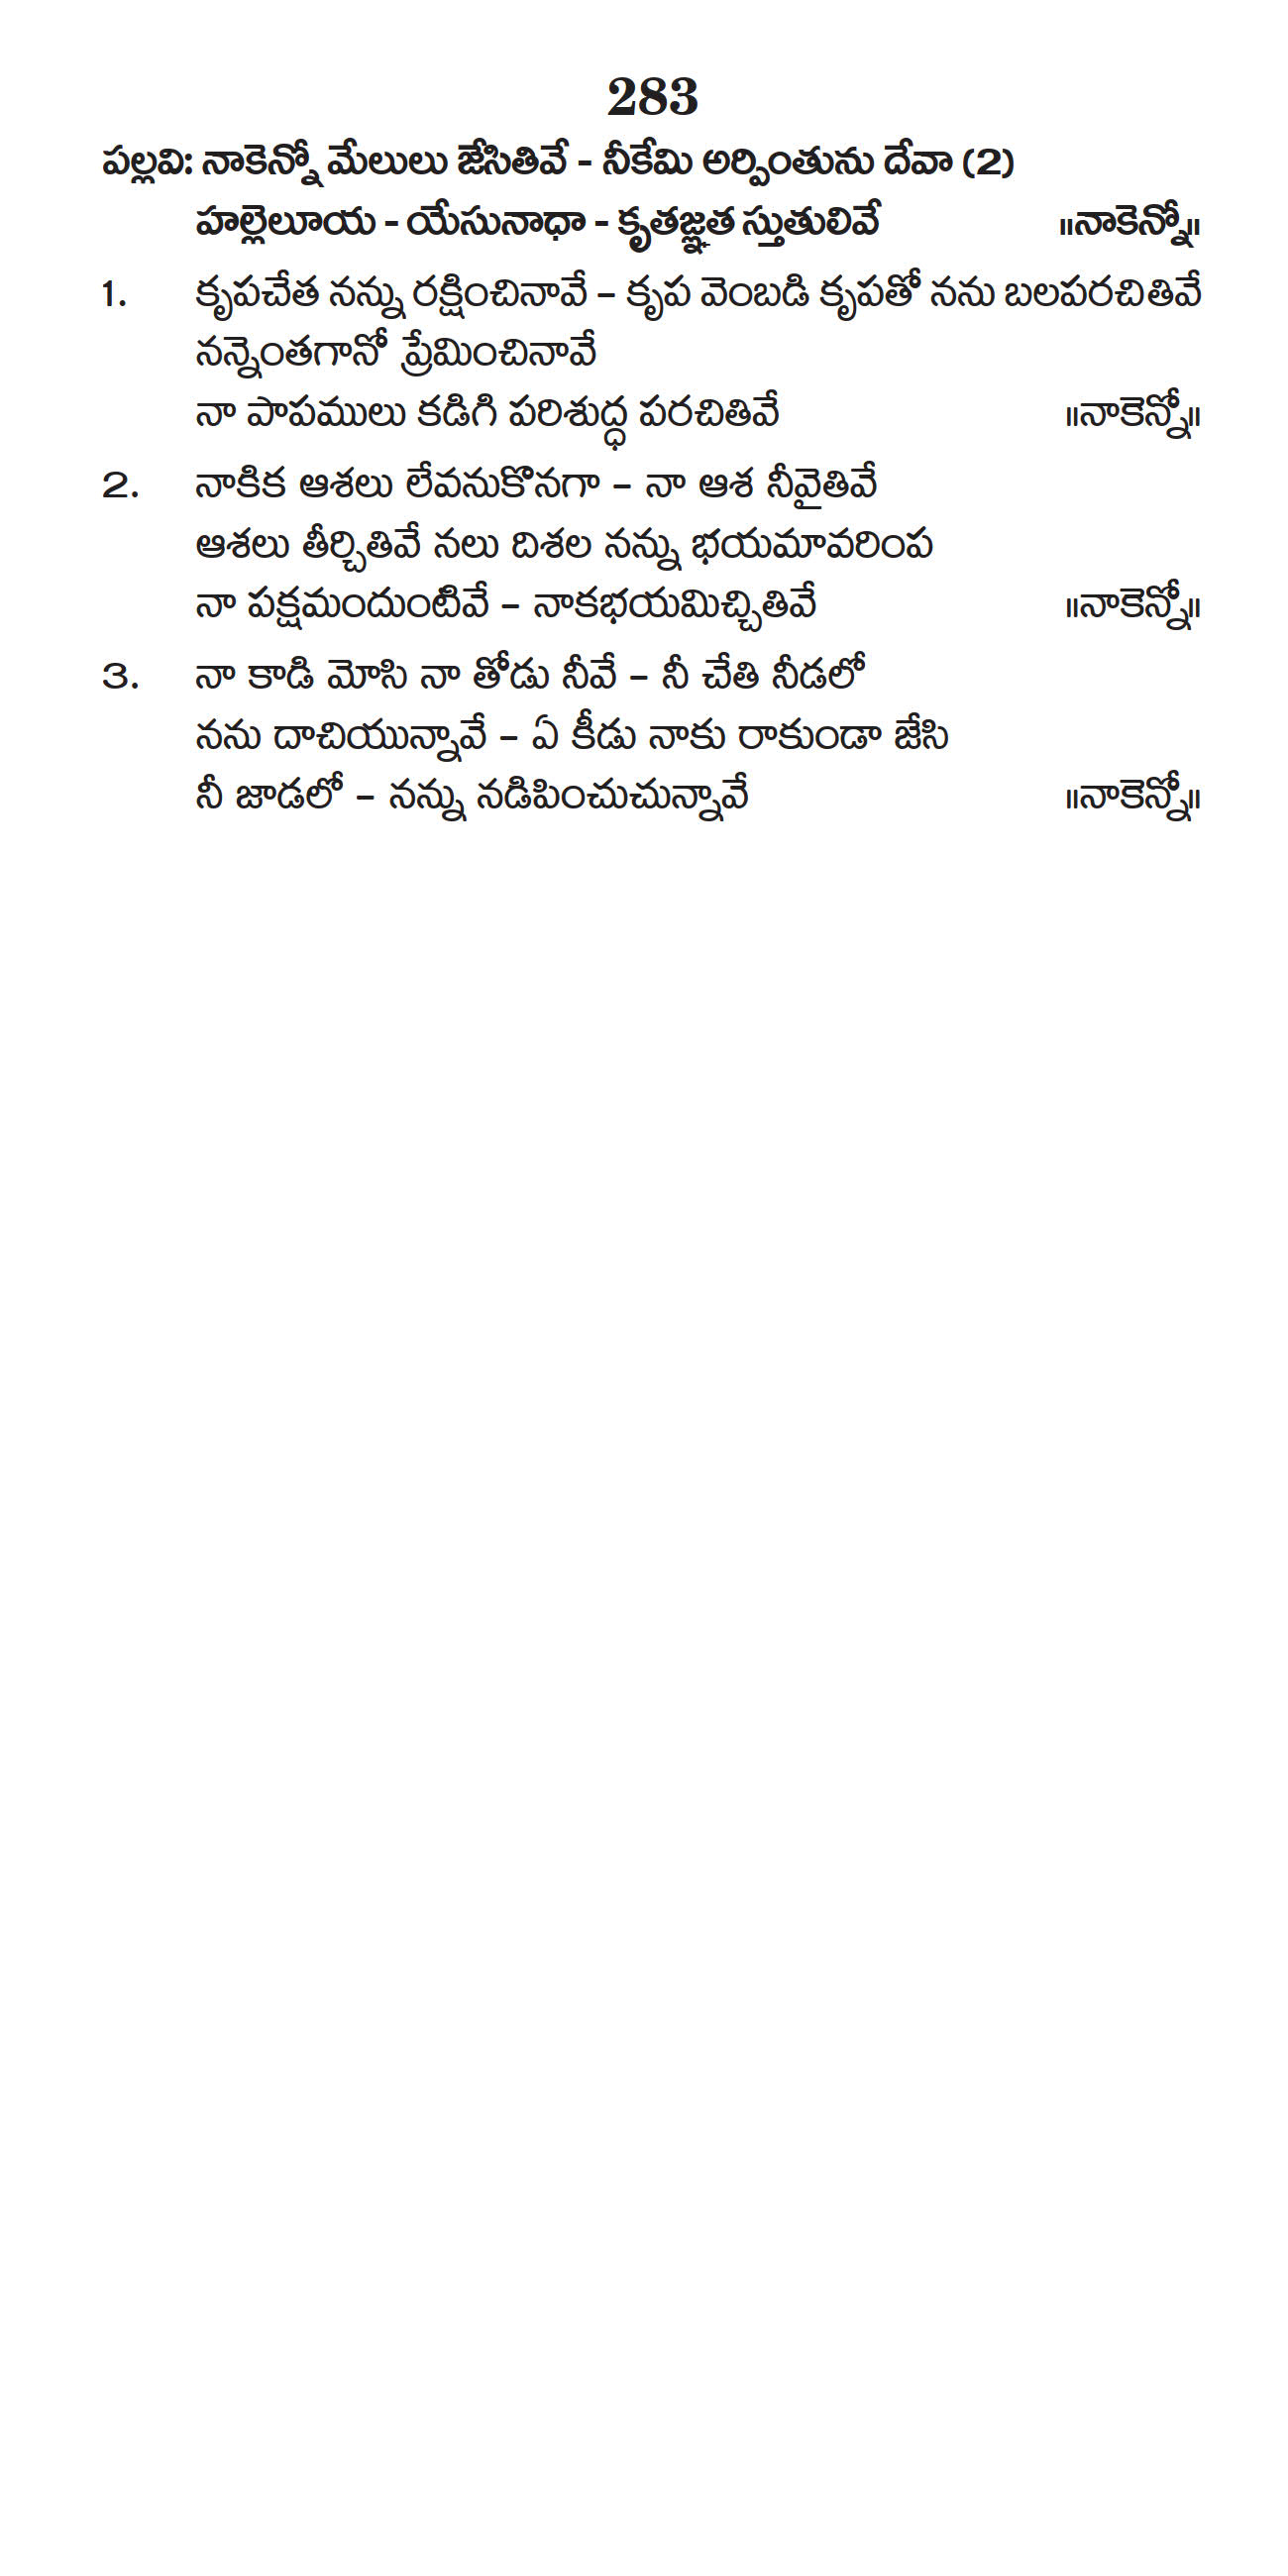 283
పల్లవి: నాకెన్నో మేలులు జేసితివే - నీకేమి అర్పింతును దేవా (2)
హల్లెలూయ - యేసునాధా - కృతజ్ఞత స్తుతులివే ॥నాకెన్నో॥
1. కృపచేత నన్ను రక్షించినావే – కృప వెంబడి కృపతో నను బలపరచితివే
నన్నెంతగానో ప్రేమించినావే
నా పాపములు కడిగి పరిశుద్ధ పరచితివే ॥నాకెన్నో॥
2. నాకిక ఆశలు లేవనుకొనగా – నా ఆశ నీవైతివే
ఆశలు తీర్చితివే నలు దిశల నన్ను భయమావరింప
నా పక్షమందుంటివే – నాకభయమిచ్చితివే ॥నాకెన్నో॥
3. నా కాడి మోసి నా తోడు నీవే – నీ చేతి నీడలో
నను దాచియున్నావే – ఏ కీడు నాకు రాకుండా జేసి
నీ జాడలో – నన్ను నడిపించుచున్నావే ॥నాకెన్నో॥